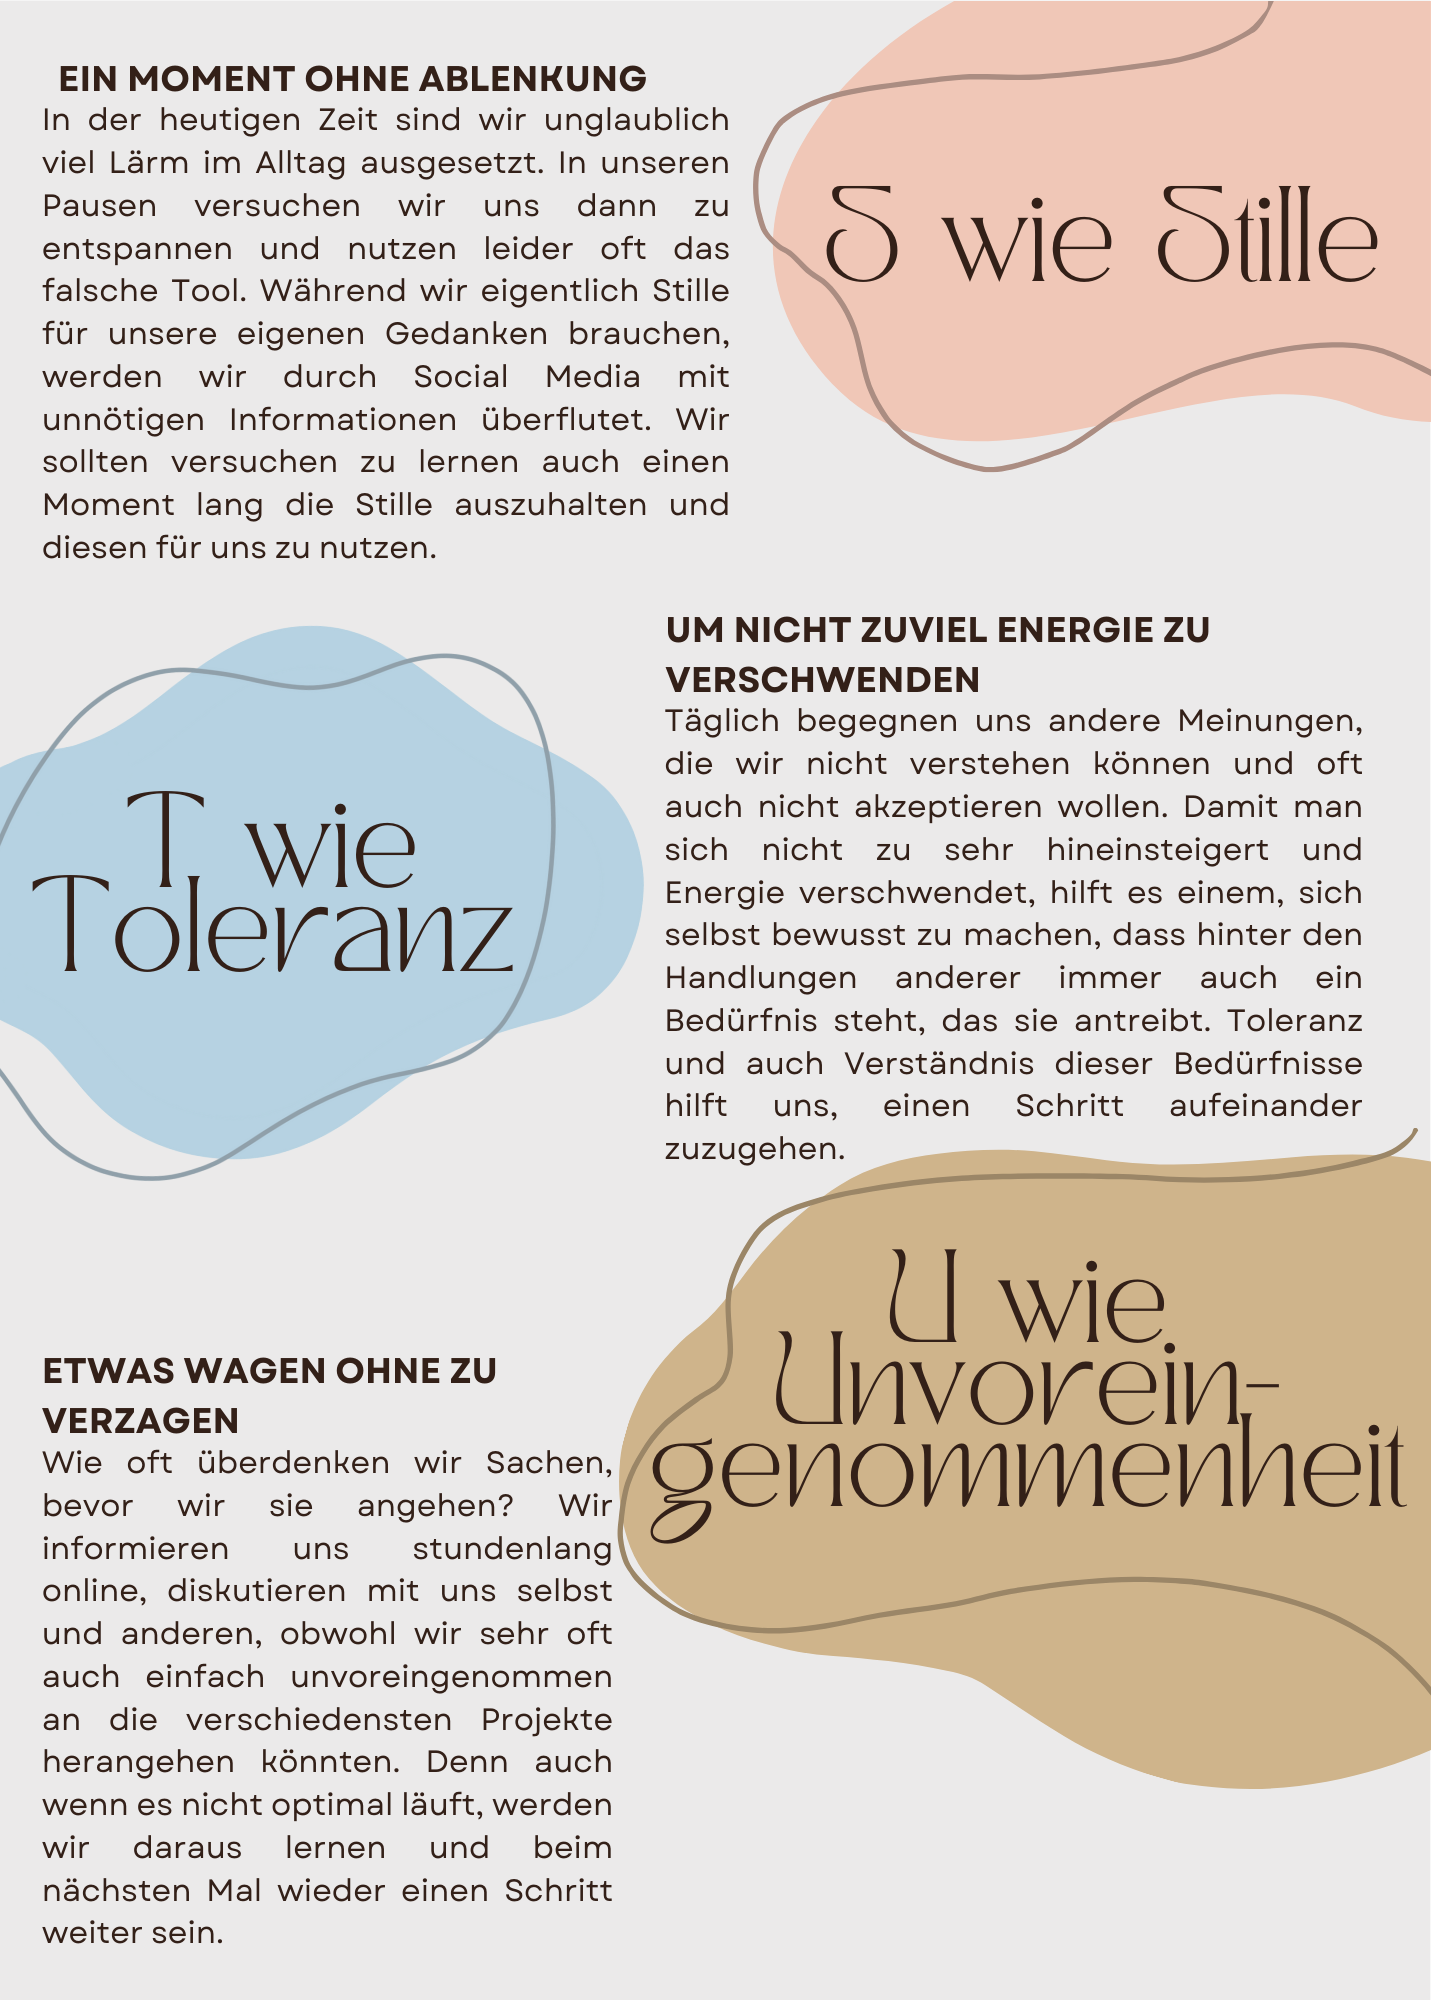 EIN MOMENT OHNE ABLENKUNG
In der heutigen Zeit sind wir unglaublich
viel Lärm im Alltag ausgesetzt. In unseren
Pausen versuchen wir uns dann zu
entspannen und nutzen leider oft das
falsche Tool. Während wir eigentlich Stille
für unsere eigenen Gedanken brauchen,
werden wir durch Social Media mit
unnötigen Informationen überflutet. Wir
sollten versuchen zu lernen auch einen
Moment lang die Stille auszuhalten und
diesen für uns zu nutzen.
S wie Stille
T wie
Toleranz
UM NICHT ZUVIEL ENERGIE ZU
VERSCHWENDEN
Täglich begegnen uns andere Meinungen,
die wir nicht verstehen können und oft
auch nicht akzeptieren wollen. Damit man
sich nicht zu sehr hineinsteigert und
Energie verschwendet, hilft es einem, sich
selbst bewusst zu machen, dass hinter den
Handlungen anderer immer auch ein
Bedürfnis steht, das sie antreibt. Toleranz
und auch Verständnis dieser Bedürfnisse
hilft uns, einen Schritt aufeinander
zuzugehen.
U wie
Unvorein-
genommenheit
ETWAS WAGEN OHNE ZU
VERZAGEN
Wie oft überdenken wir Sachen,
bevor wir sie angehen? Wir
informieren uns stundenlang
online, diskutieren mit uns selbst
und anderen, obwohl wir sehr oft
auch einfach unvoreingenommen
an die verschiedensten Projekte
herangehen könnten. Denn auch
wenn es nicht optimal läuft, werden
wir daraus lernen und beim
nächsten Mal wieder einen Schritt
weiter sein.